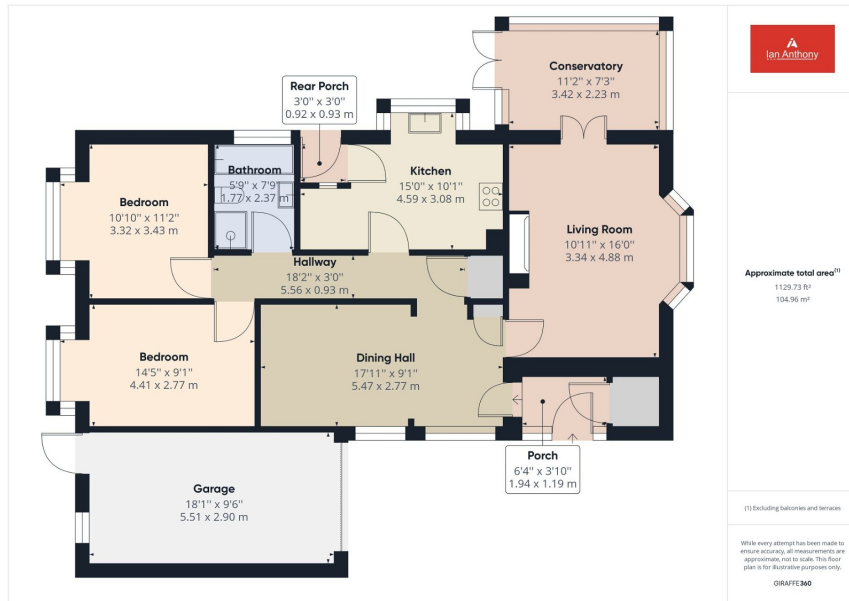 Ian Anthony
Conservatory
11'2" x 7'3"
3.42 x 2.23 m
Rear Porch
3'0" x 3'0"
0.92 x 0.93 m
Bathroom
5'9" x 7'9"
1.77 x 2.37 m
Kitchen
15'0" x 10'1"
4.59 x 3.08 m
Bedroom
10'10" x 11'2"
3.32 x 3.43 m
Living Room
10'11" x 16'0"
3.34 x 4.88 m
Hallway
18'2" x 3'0"
5.56 x 0.93 m
Bedroom
14'5" x 9'1"
4.41 x 2.77 m
Dining Hall
17'11" x 9'1"
5.47 x 2.77 m
Porch
6'4" x 3'10"
1.94 x 1.19 m
Garage
18'1" x 9'6"
5.51 x 2.90 m
Approximate total area(1)
1129.73 ft²
104.96 m²
(1) Excluding balconies and terraces
While every attempt has been made to
ensure accuracy, all measurements are
approximate, not to scale. This floor
plan is for illustrative purposes only.
GIRAFFE360